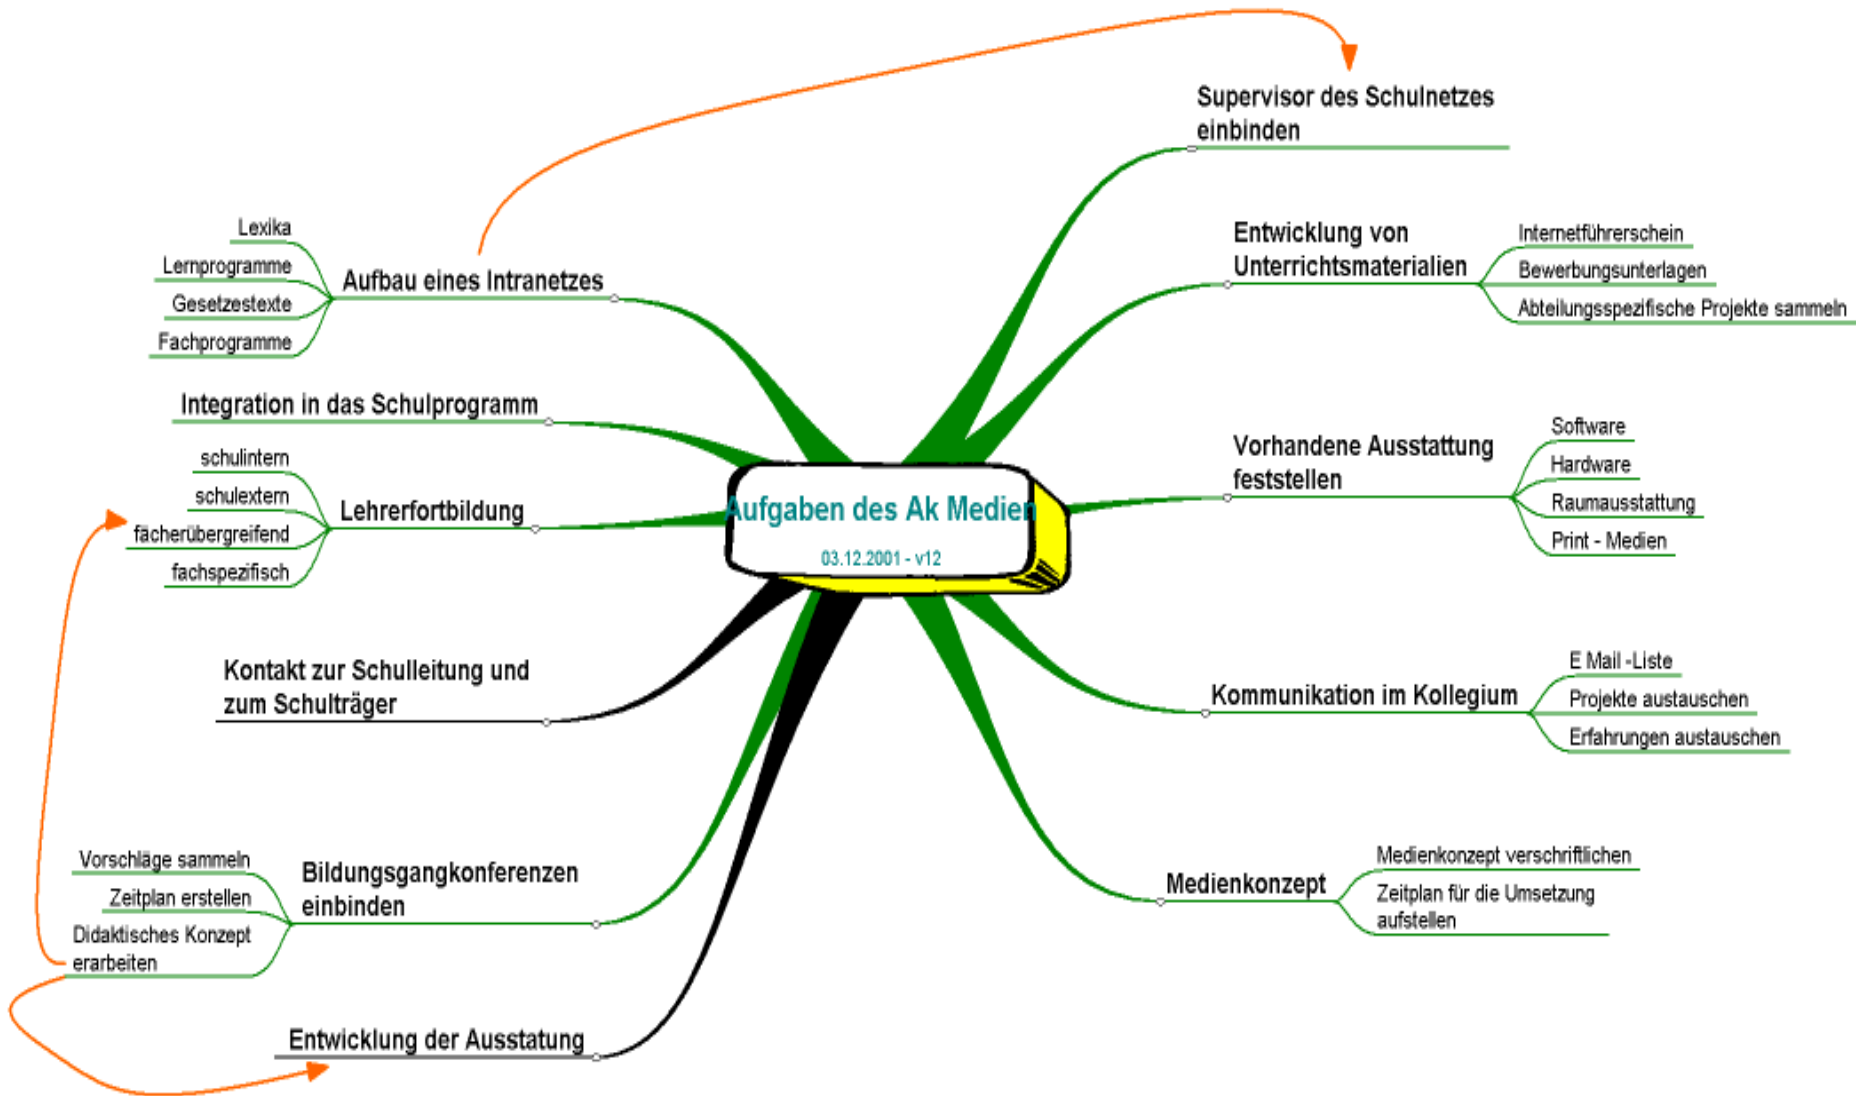 Aufgaben des Ak Medien
03.12.2001 - v12
Supervisor des Schulnetzes
einbinden
Entwicklung von
Unterrichtsmaterialien
Internetführerschein
Bewerbungsunterlagen
Abteilungsspezifische Projekte sammeln
Vorhandene Ausstattung
feststellen
Software
Hardware
Raumausstattung
Print - Medien
Kommunikation im Kollegium
E Mail -Liste
Projekte austauschen
Erfahrungen austauschen
Medienkonzept
Medienkonzept verschriftlichen
Zeitplan für die Umsetzung
aufstellen
Entwicklung der Ausstatung
Bildungsgangkonferenzen
einbinden
Vorschläge sammeln
Zeitplan erstellen
Didaktisches Konzept
erarbeiten
Kontakt zur Schulleitung und
zum Schulträger
Lehrerfortbildung
schulintern
schulextern
fächerübergreifend
fachspezifisch
Integration in das Schulprogramm
Aufbau eines Intranetzes
Lexika
Lernprogramme
Gesetzestexte
Fachprogramme